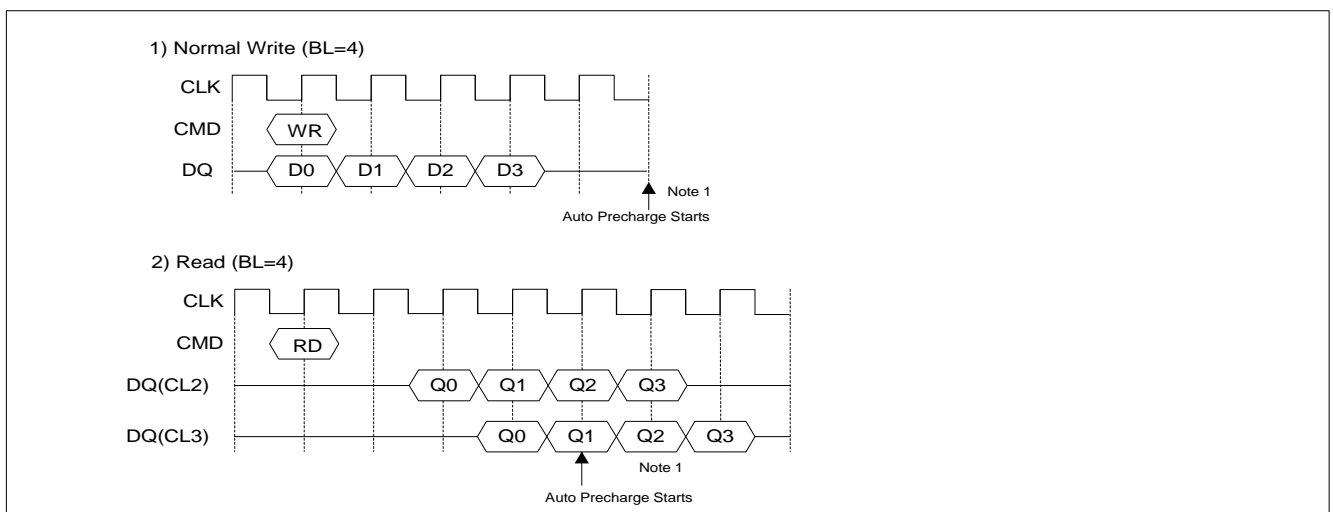 1) Normal Write (BL=4)
CLK
CMD WR
DQ D0 D1 D2 D3
Note 1
Auto Precharge Starts
2) Read (BL=4)
CLK
CMD RD
DQ(CL2) Q0 Q1 Q2 Q3
DQ(CL3) Q0 Q1 Q2 Q3
Note 1
Auto Precharge Starts